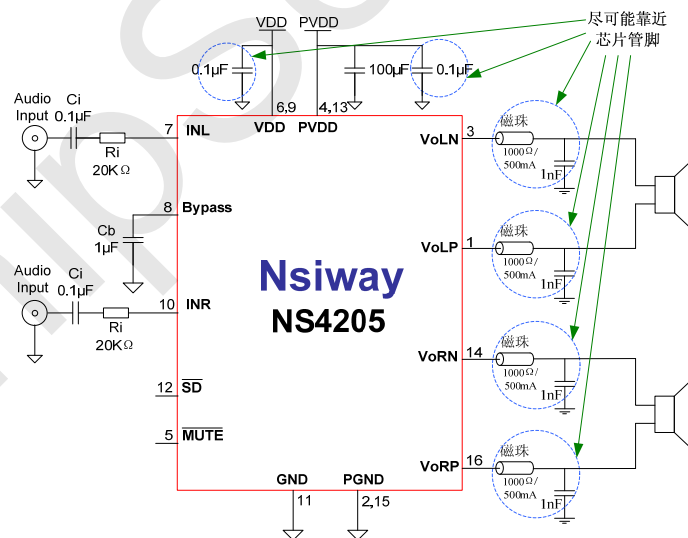 VDD PVDD
尽可能靠近
芯片管脚
0.1µF
100µF
0.1µF
6,9
4,13
VDD
PVDD
Audio
Input
Ci
0.1µF
Ri
20KΩ
7
INL
8
Bypass
Cb
1µF
Audio
Input
Ci
0.1µF
Ri
20KΩ
10
INR
12
SD
5
MUTE
Nsiway
NS4205
VoLN
3
磁珠
1000Ω/
500mA
1nF
VoLP
1
磁珠
1000Ω/
500mA
1nF
VoRN
14
磁珠
1000Ω/
500mA
1nF
VoRP
16
磁珠
1000Ω/
500mA
1nF
GND
PGND
11
2,15